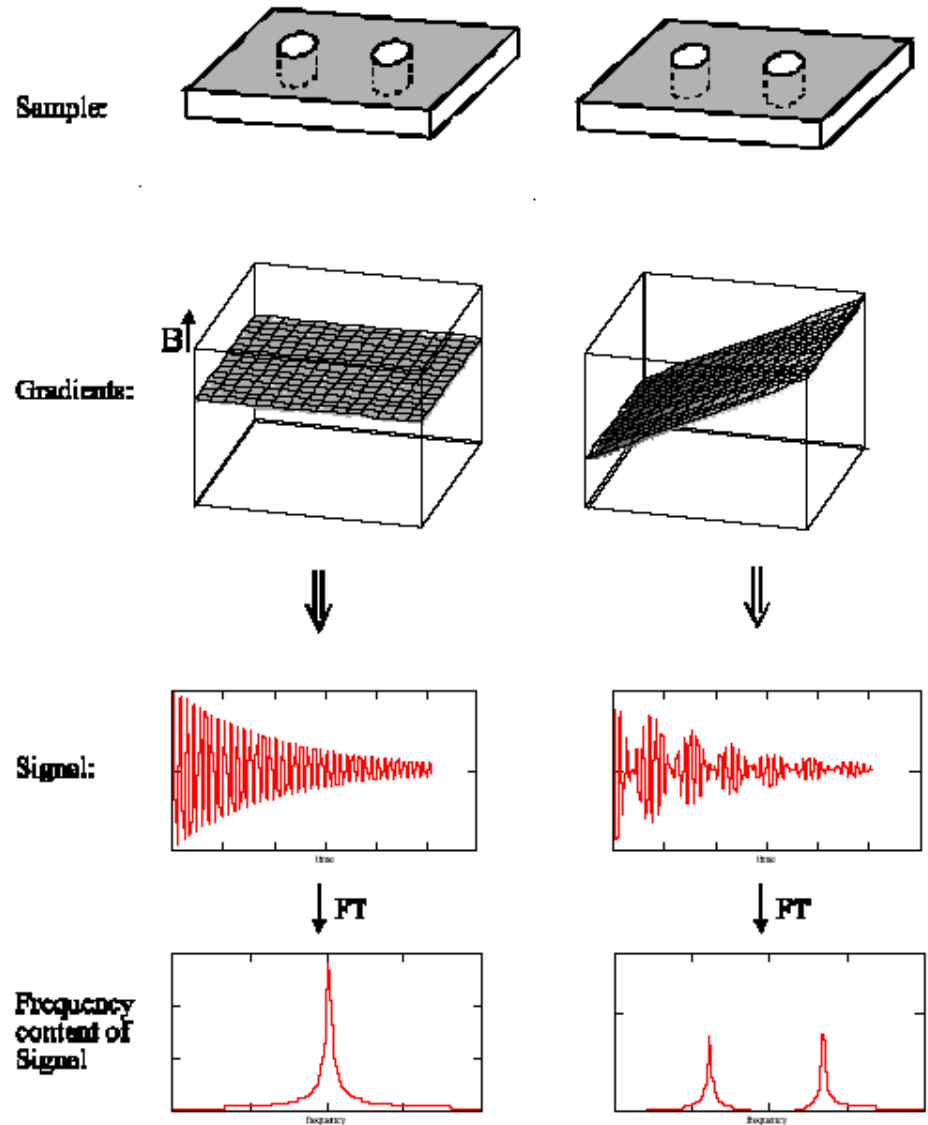 Sample:
B
Gradients:
Signal:
time
time
FT
FT
Frequency
content of
Signal
frequency
frequency